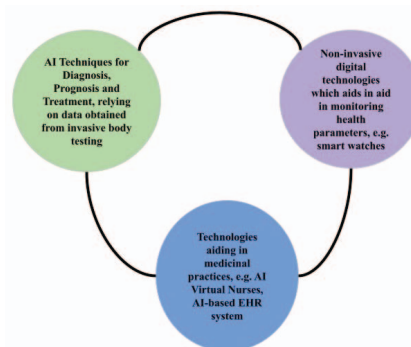 AI Techniques for
Diagnosis,
Prognosis and
Treatment, relying
on data obtained
from invasive body
testing
Non-invasive
digital
technologies
which aids in aid
in monitoring
health
parameters, e.g.
smart watches
Technologies
aiding in
medicinal
practices, e.g. AI
Virtual Nurses,
AI-based EHR
system